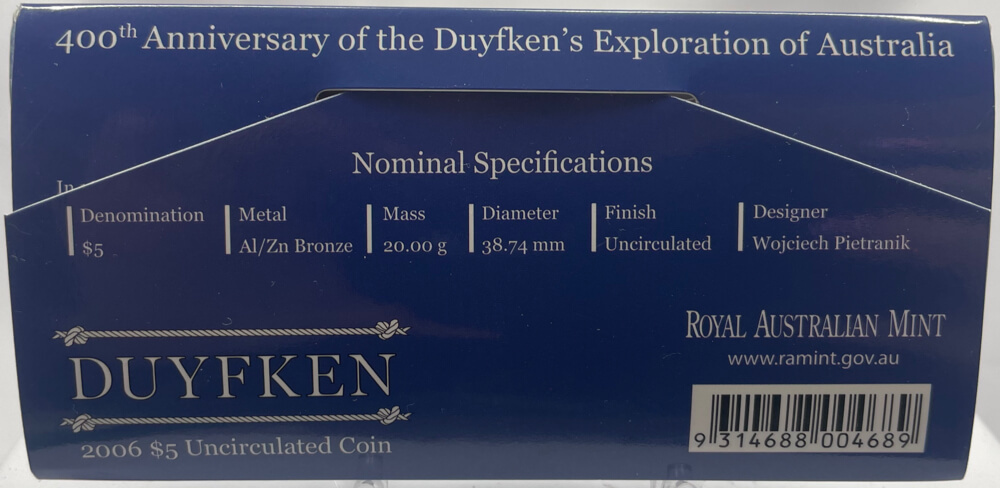 400th Anniversary of the Duyfken's Exploration of Australia
Nominal Specifications
Denomination
$5
Metal
Al/Zn Bronze
Mass
20.00 g
Diameter
38.74 mm
Finish
Uncirculated
Designer
Wojciech Pietranik
DUYFKEN
2006 $5 Uncirculated Coin
ROYAL AUSTRALIAN MINT
www.ramint.gov.au
9 314688 004689